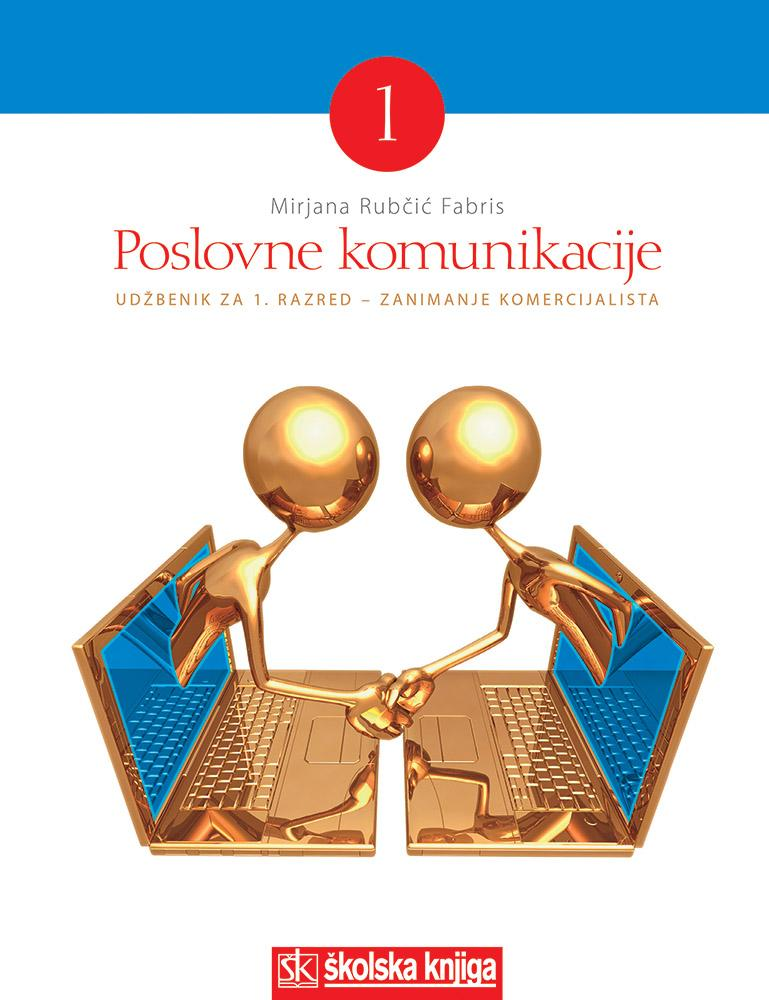 1
Mirjana Rubčić Fabris
Poslovne komunikacije
UDŽBENIK ZA 1. RAZRED – ZANIMANJE KOMERCIJALISTA
ŠK školska knjiga